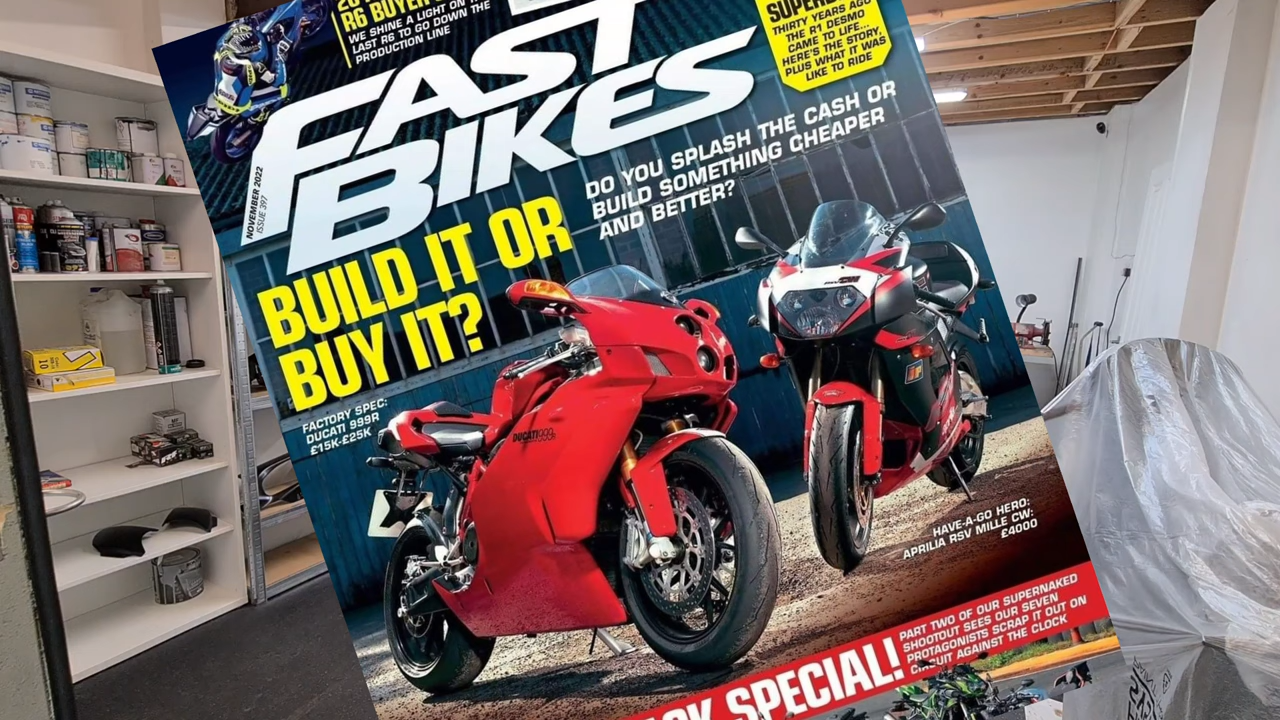 R6 BUYER
WE SHINE A LIGHT ON
LAST R6 TO GO DOWN THE
PRODUCTION LINE
THIRTY YEARS AGO
THE R1 DESMO
CAME TO LIFE...
HERE'S THE STORY,
PLUS WHAT IT WAS
LIKE TO RIDE
FAST
BIKES
NOVEMBER 2022
ISSUE 397
DO YOU SPLASH THE CASH OR
BUILD SOMETHING CHEAPER
AND BETTER?
BUILD IT OR
BUY IT?
FACTORY SPEC:
DUCATI 999R
£15K-£25K
DUCATI 999R
HAVE-A-GO HERO:
APRILIA RSV MILLE CW:
£4000
SPECIAL!
PART TWO OF OUR SUPERNAKED
SHOOTOUT SEES OUR SEVEN
PROTAGONISTS SCRAP IT OUT ON
CIRCUIT AGAINST THE CLOCK